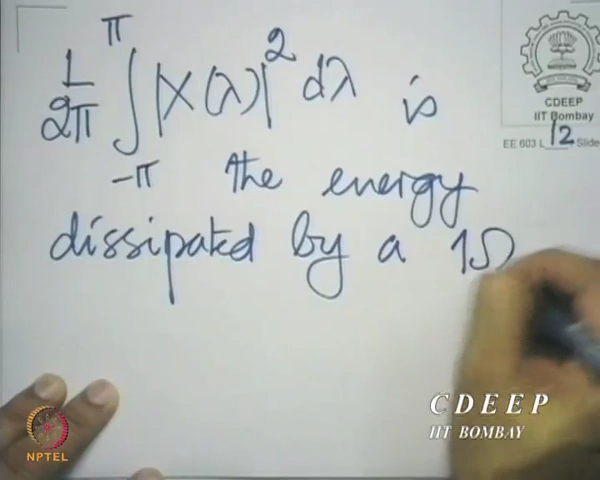 1/2π ∫_{-π}^{π} |X(λ)|² dλ is
the energy
dissipated by a 1Ω
CDEEP
IIT Bombay
EE 603 L 12 Slide
CDEEP
IIT BOMBAY
NPTEL